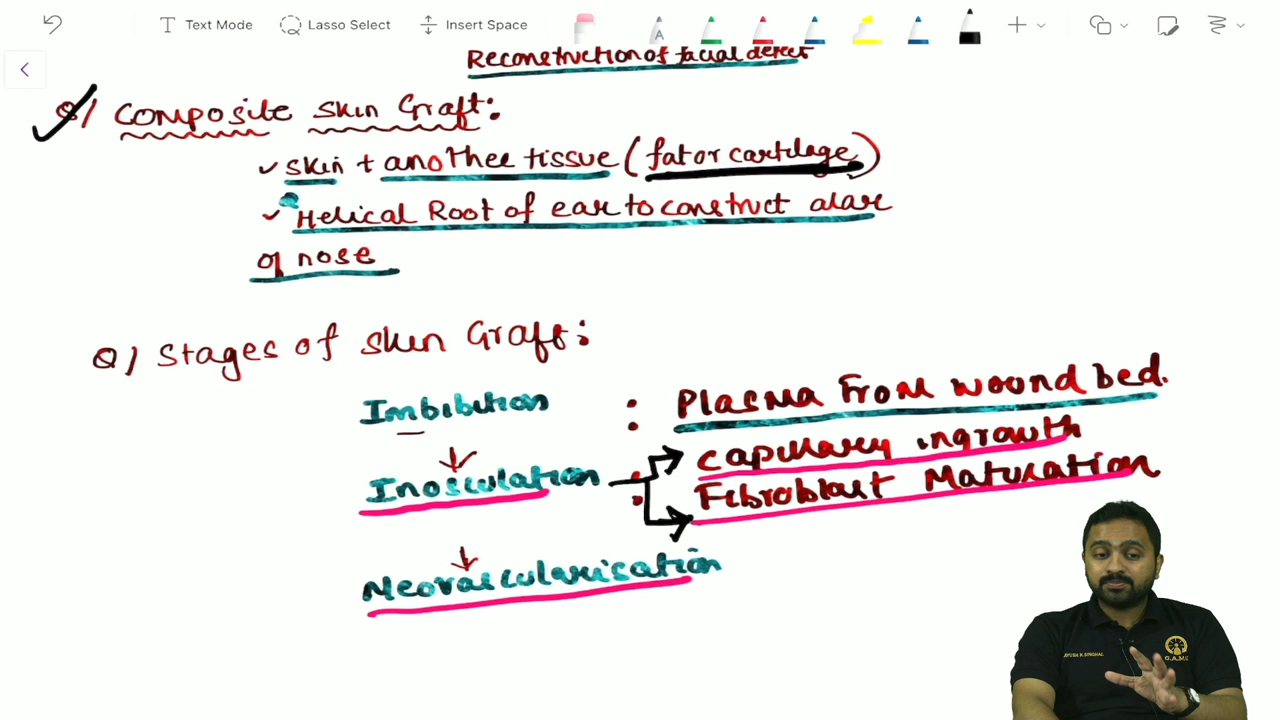 Text Mode Lasso Select Insert Space
A
Reconstruction of facial defect
Q/ Composite Skin Graft:
✓ skin + another tissue (fat or cartilage)
✓ Helical Root of ear to construct alar
of nose
Q/ Stages of skin Graft:
Imbibition : Plasma from wound bed.
↓ capillary ingrowth
Inosculation : Fibroblast Maturation
↓
Neovascularisation
G.A.M.S